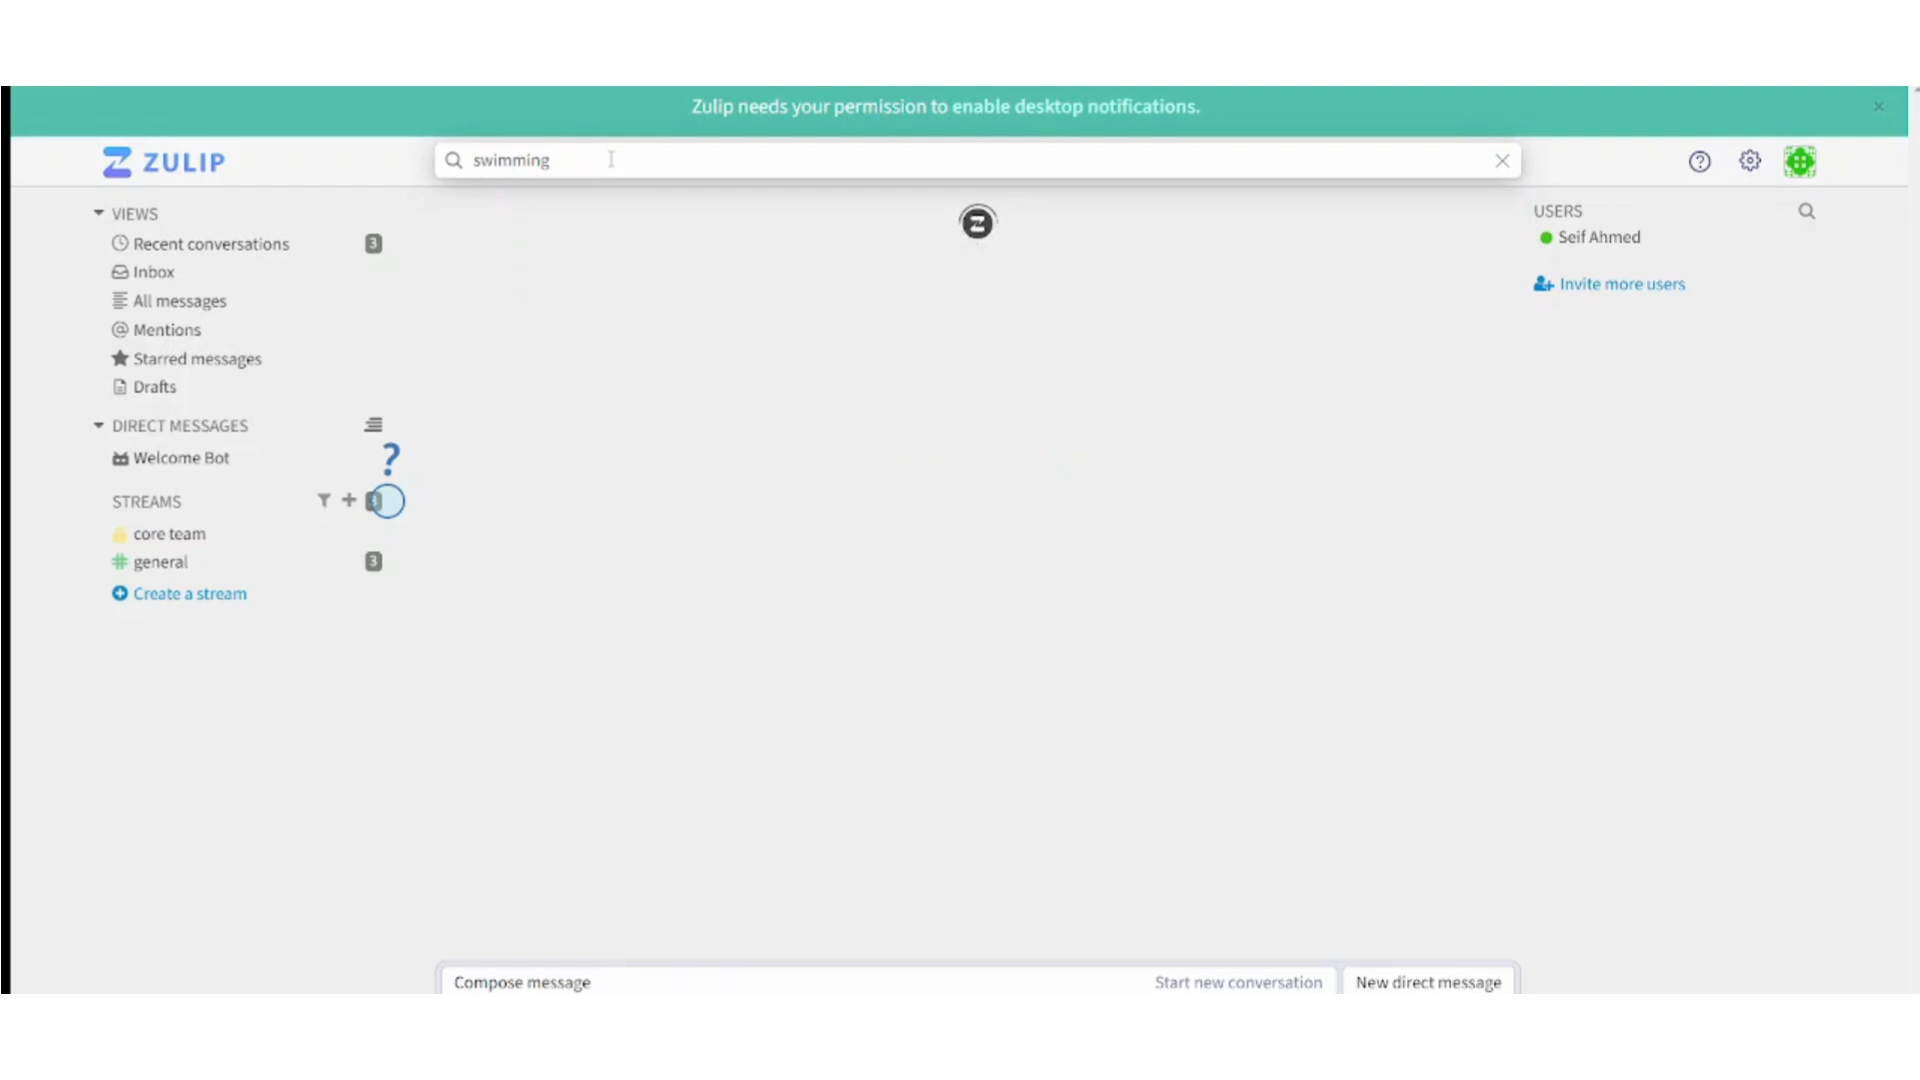 Zulip needs your permission to enable desktop notifications.
ZULIP
swimming
VIEWS
Recent conversations 3
Inbox
All messages
Mentions
Starred messages
Drafts
DIRECT MESSAGES
Welcome Bot
?
STREAMS
core team
general 3
Create a stream
USERS
Seif Ahmed
Invite more users
Compose message Start new conversation New direct message